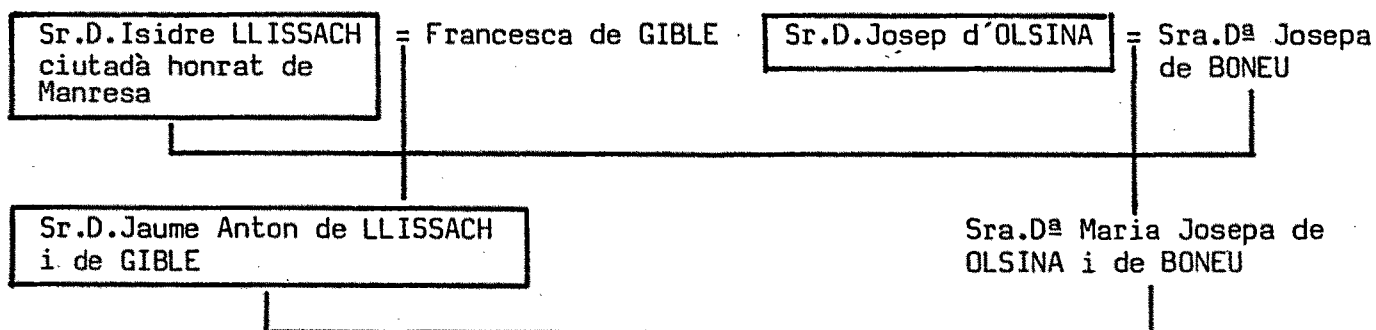 Sr.D.Isidre LLISSACH = Francesca de GIBLE Sr.D.Josep d´OLSINA = Sra.Dª Josepa
ciutadà honrat de de BONEU
Manresa
Sr.D.Jaume Anton de LLISSACH Sra.Dª Maria Josepa de
i de GIBLE OLSINA i de BONEU